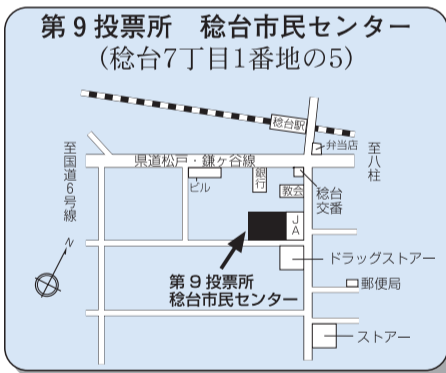 第9投票所　稔台市民センター
(稔台7丁目1番地の5)
稔台駅
弁当店
至八柱
至国道6号線
県道松戸・鎌ヶ谷線
ビル
銀行
教会
稔台
交番
JA
N
第9投票所
稔台市民センター
ドラッグストアー
郵便局
ストアー